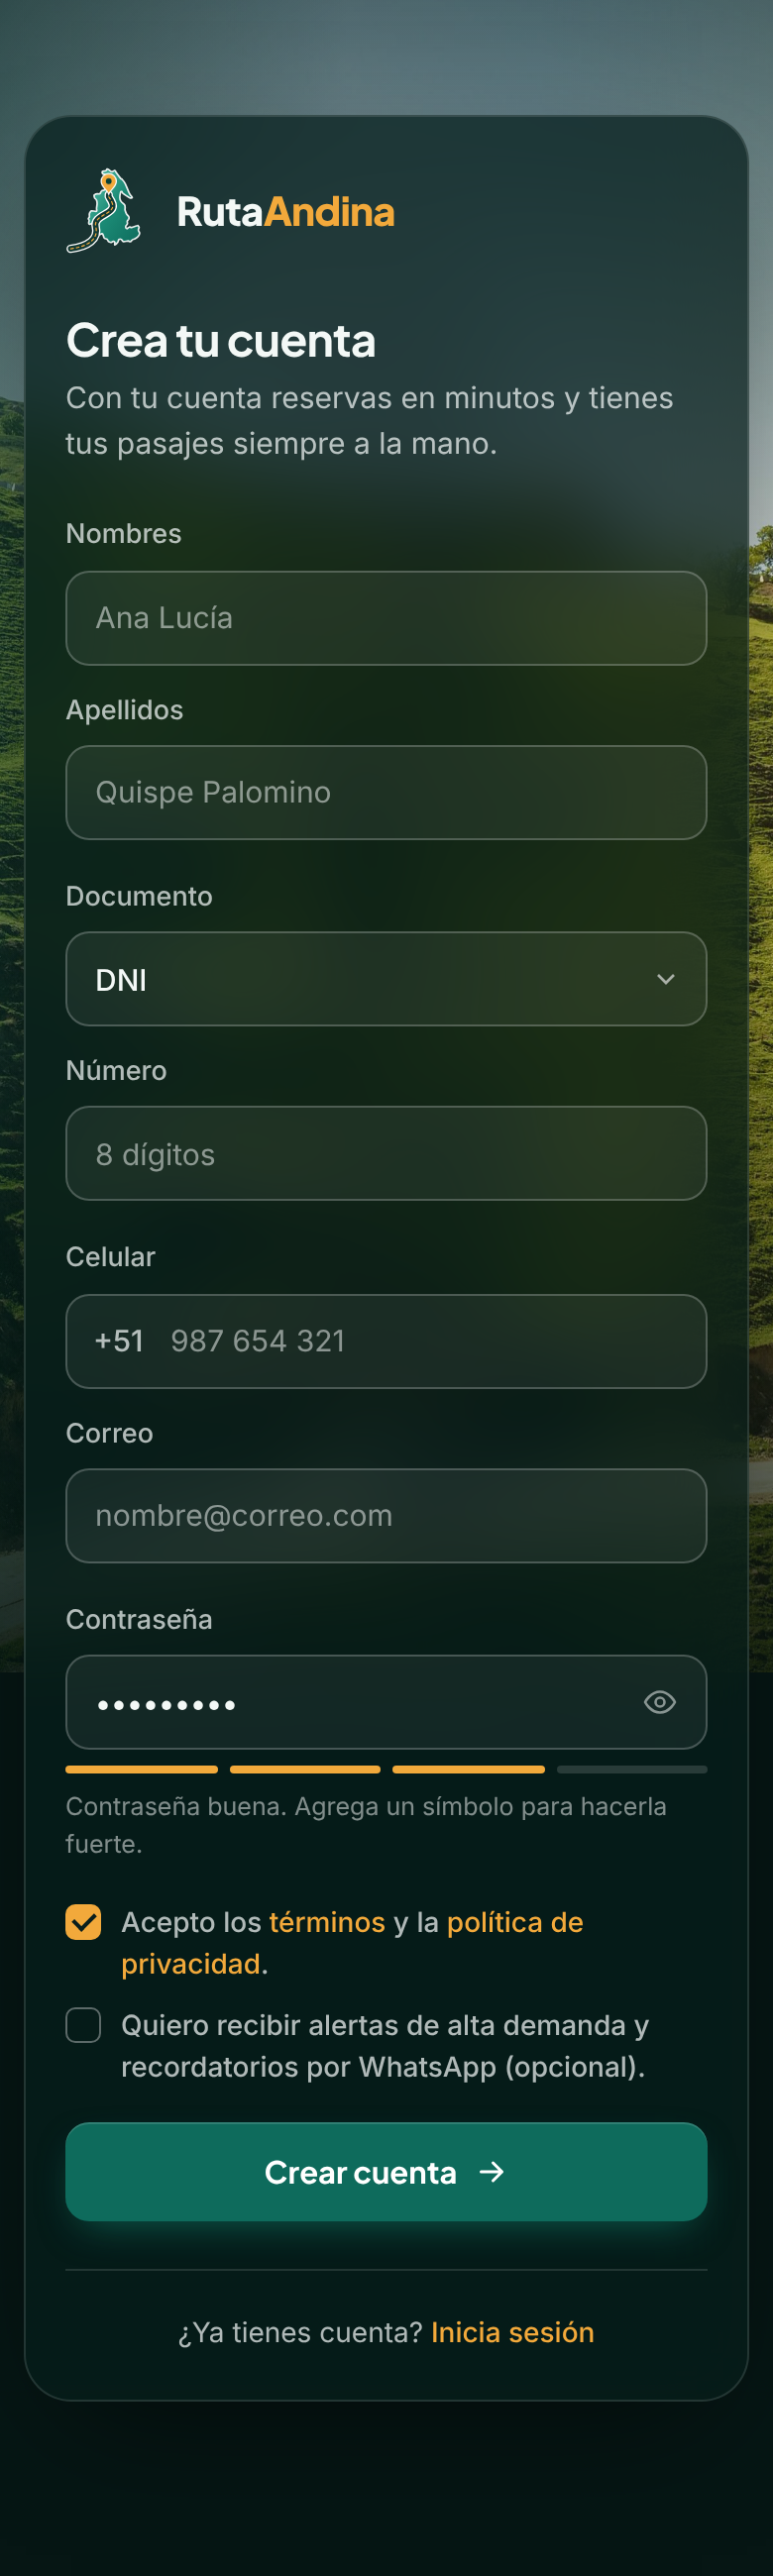 RutaAndina
Crea tu cuenta
Con tu cuenta reservas en minutos y tienes
tus pasajes siempre a la mano.
Nombres
Ana Lucía
Apellidos
Quispe Palomino
Documento
DNI
Número
8 dígitos
Celular
+51 987 654 321
Correo
nombre@correo.com
Contraseña
•••••••••
Contraseña buena. Agrega un símbolo para hacerla
fuerte.
Acepto los términos y la política de
privacidad.
Quiero recibir alertas de alta demanda y
recordatorios por WhatsApp (opcional).
Crear cuenta →
¿Ya tienes cuenta? Inicia sesión